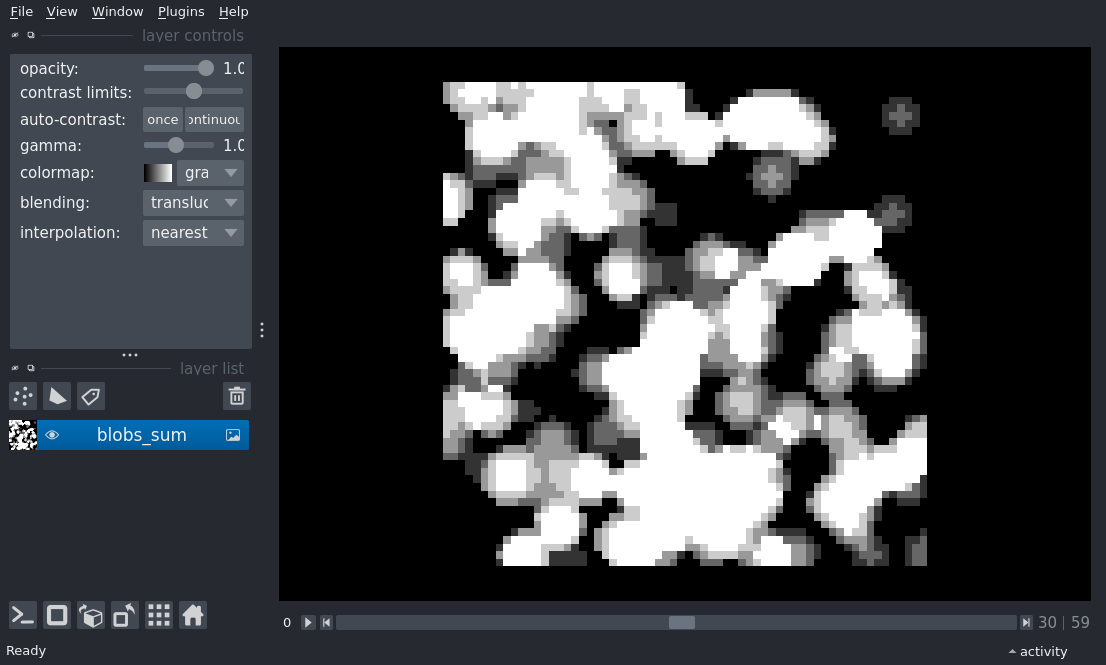 File View Window Plugins Help
layer controls
opacity: 1.0
contrast limits:
auto-contrast: once ontinuou
gamma: 1.0
colormap: gra
blending: transluc
interpolation: nearest
layer list
blobs_sum
0 30 | 59
Ready activity